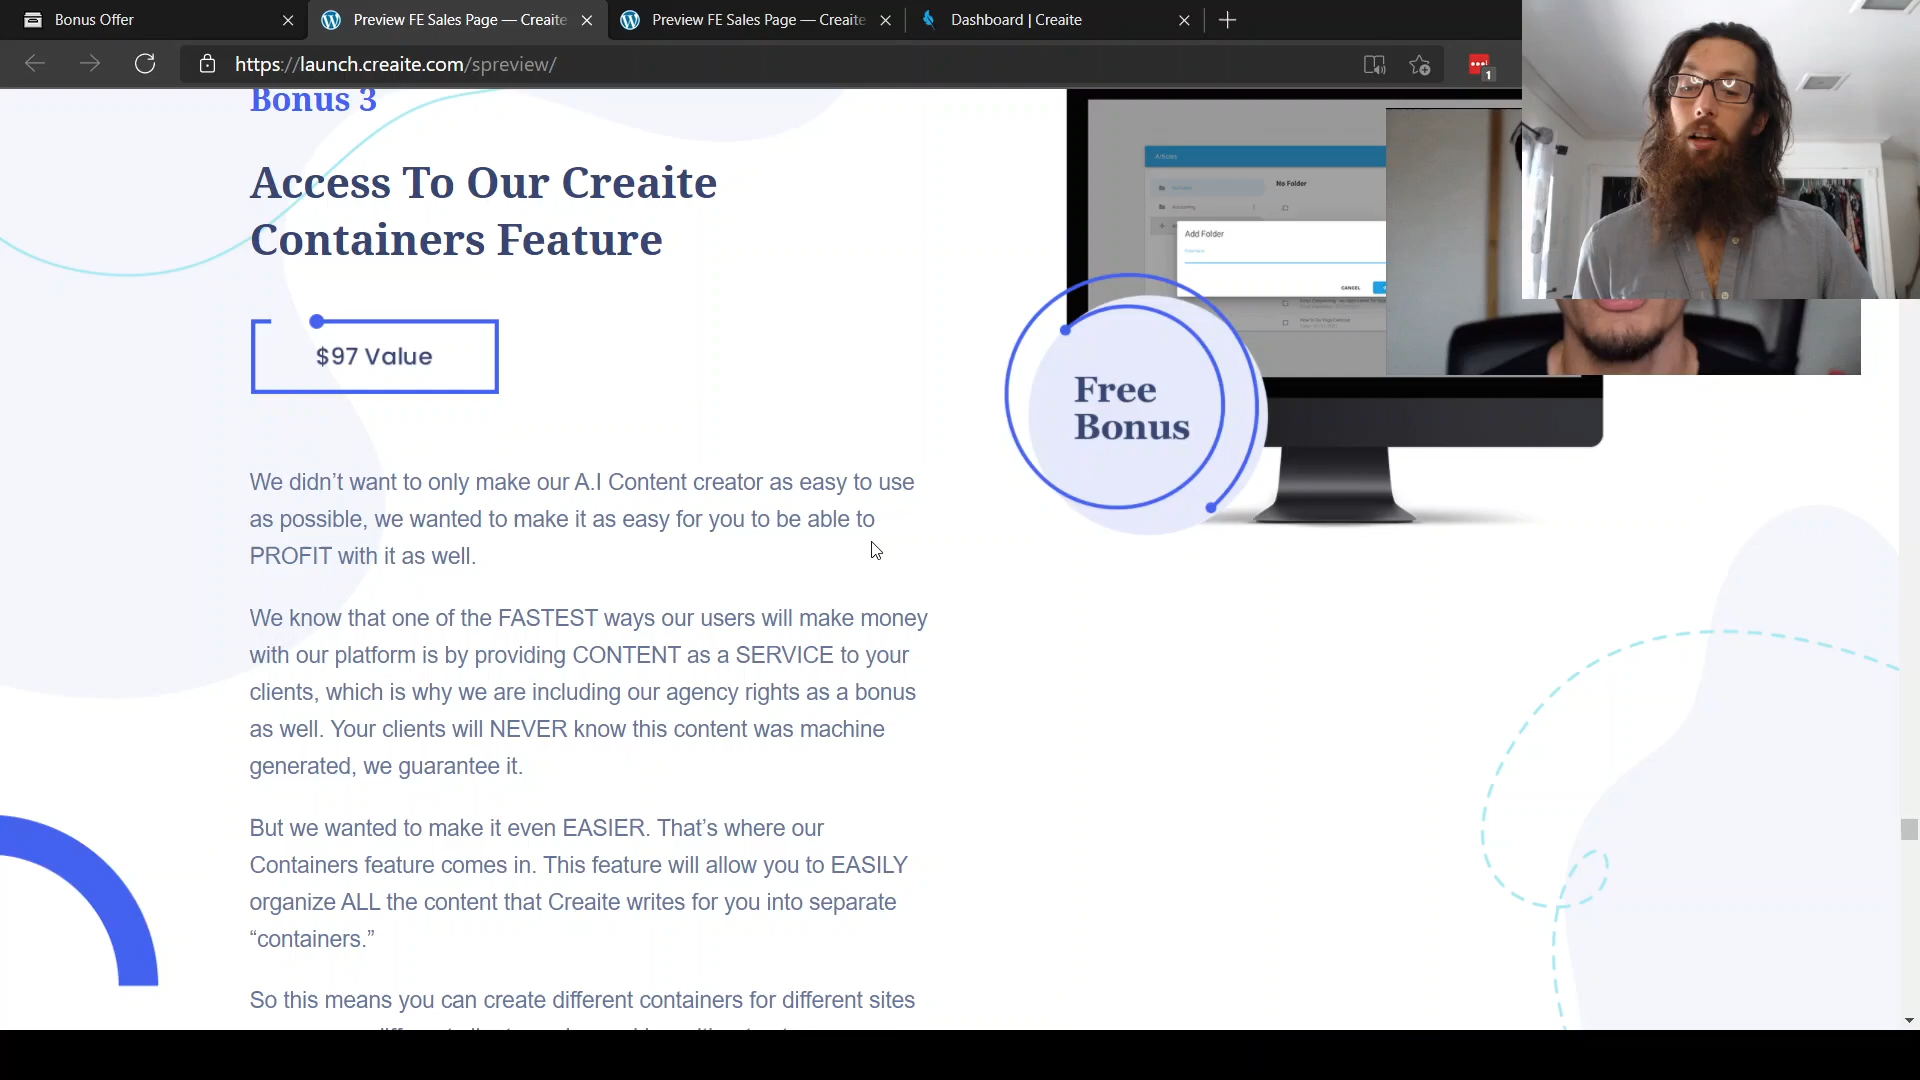 Bonus Offer
Preview FE Sales Page — Creaite
Preview FE Sales Page — Creaite
Dashboard | Creaite
https://launch.creaite.com/spreview/
1
Bonus 3
Access To Our Creaite
Containers Feature
$97 Value
We didn’t want to only make our A.I Content creator as easy to use
as possible, we wanted to make it as easy for you to be able to
PROFIT with it as well.
We know that one of the FASTEST ways our users will make money
with our platform is by providing CONTENT as a SERVICE to your
clients, which is why we are including our agency rights as a bonus
as well. Your clients will NEVER know this content was machine
generated, we guarantee it.
But we wanted to make it even EASIER. That’s where our
Containers feature comes in. This feature will allow you to EASILY
organize ALL the content that Creaite writes for you into separate
“containers.”
So this means you can create different containers for different sites
Articles
No Folder
Add Folder
CANCEL
Free
Bonus